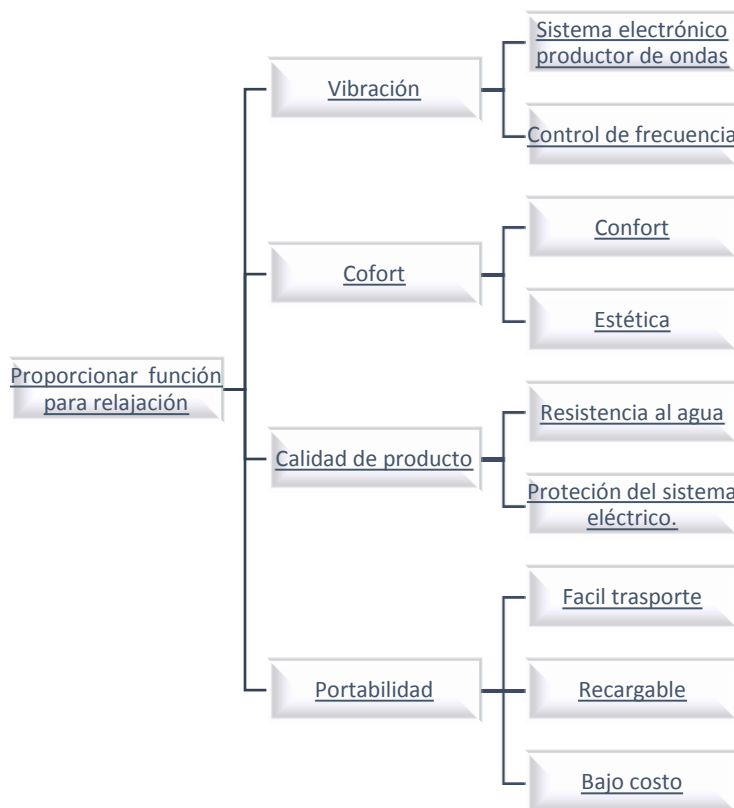 Sistema electrónico
productor de ondas
Vibración
Control de frecuencia
Confort
Cofort
Estética
Proporcionar función
para relajación
Resistencia al agua
Calidad de producto
Proteción del sistema
eléctrico.
Facil trasporte
Portabilidad
Recargable
Bajo costo